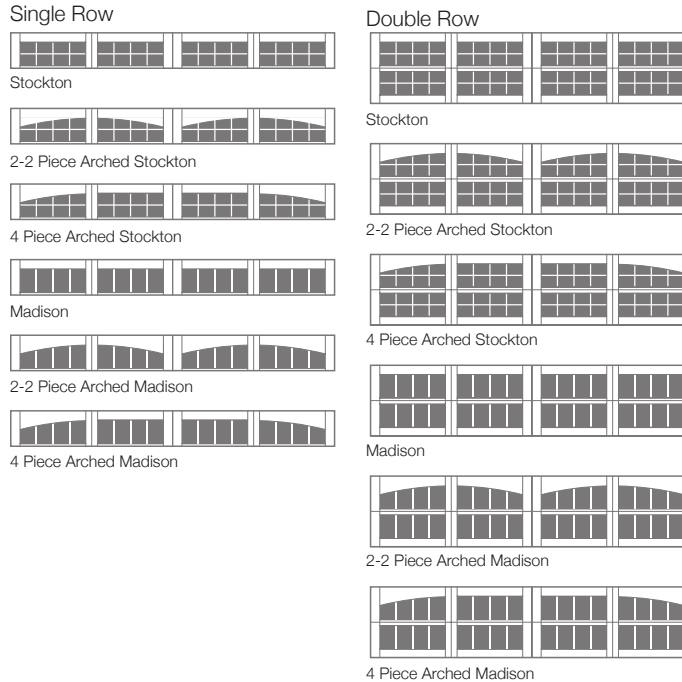 Single Row
Stockton
2-2 Piece Arched Stockton
4 Piece Arched Stockton
Madison
2-2 Piece Arched Madison
4 Piece Arched Madison
Double Row
Stockton
2-2 Piece Arched Stockton
4 Piece Arched Stockton
Madison
2-2 Piece Arched Madison
4 Piece Arched Madison